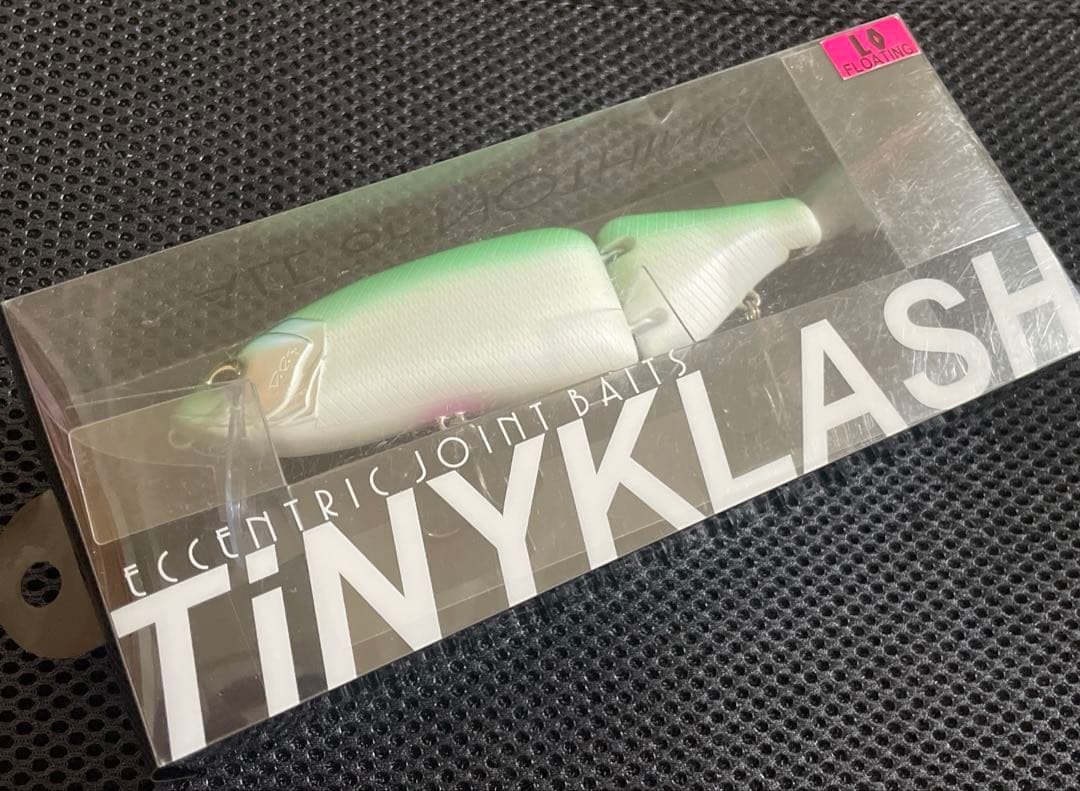 LO
FLOATING
ECCENTRIC JOINT BAITS
TiNYKLASH